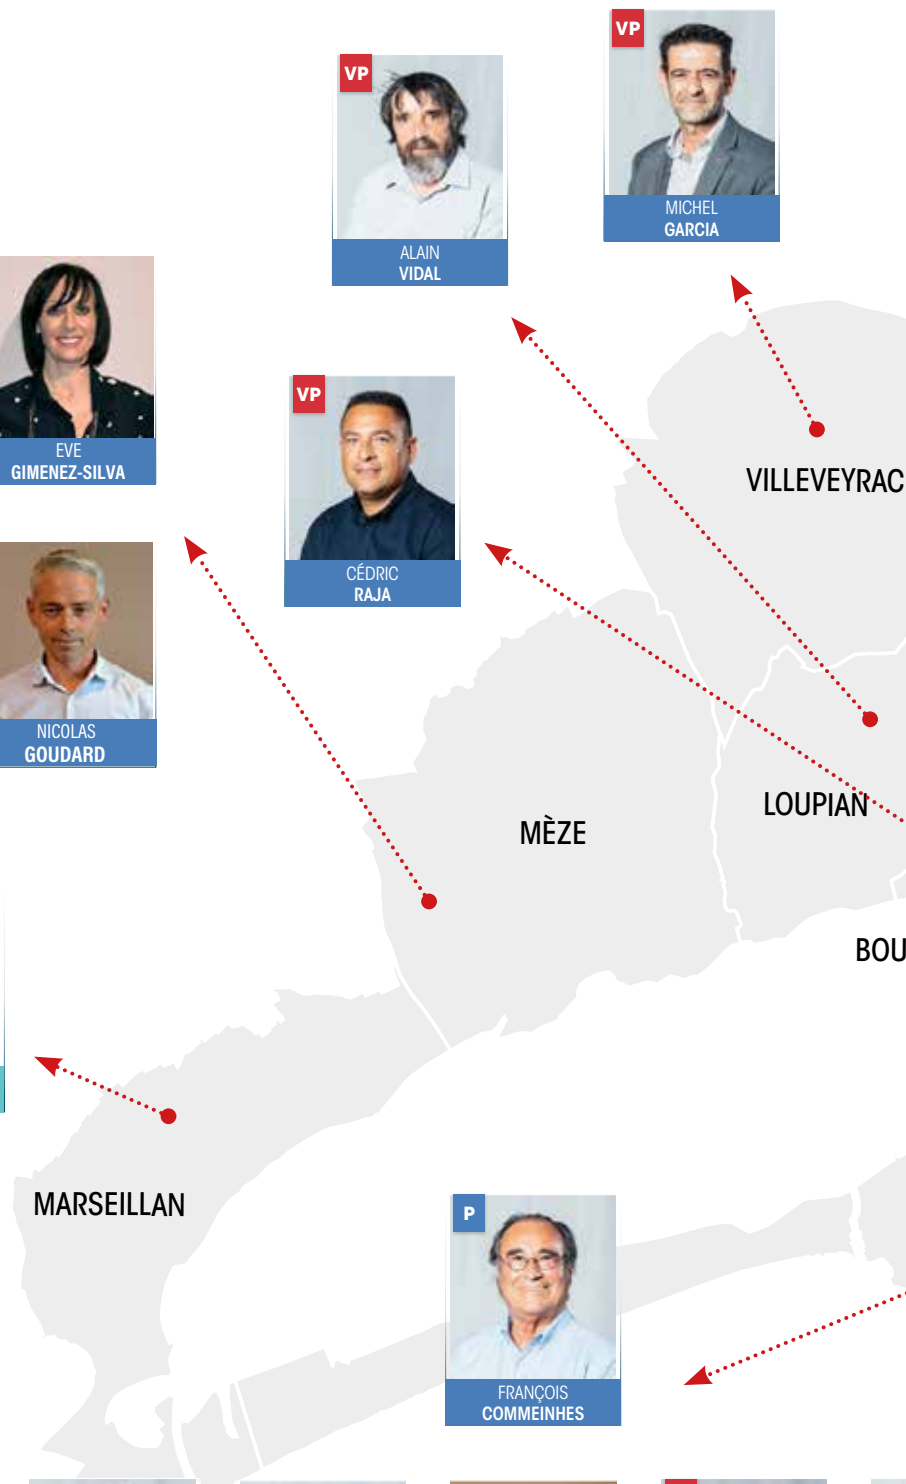 VP
MICHEL
GARCIA
VP
ALAIN
VIDAL
EVE
GIMENEZ-SILVA
VP
CÉDRIC
RAJA
VILLEVEYRAC
NICOLAS
GOUDARD
LOUPIAN
MÈZE
BOU
MARSEILLAN
P
FRANÇOIS
COMMEINHES